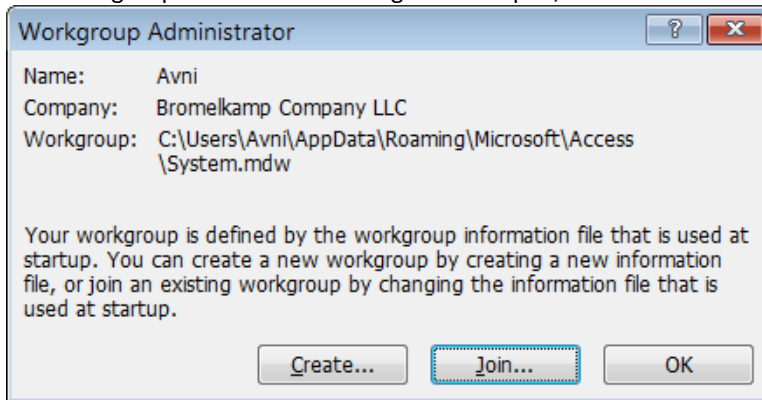 Workgroup Administrator
Name: Avni
Company: Bromelkamp Company LLC
Workgroup: C:\Users\Avni\AppData\Roaming\Microsoft\Access
\System.mdw
Your workgroup is defined by the workgroup information file that is used at
startup. You can create a new workgroup by creating a new information
file, or join an existing workgroup by changing the information file that is
used at startup.
Create... Join... OK